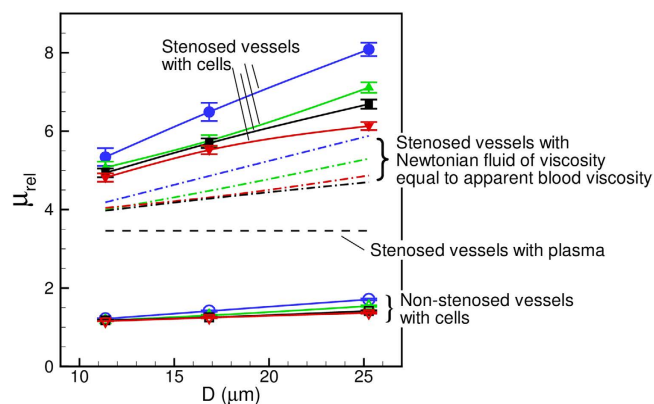 8
6
4
2
0
μrel
Stenosed vessels
with cells
Stenosed vessels with
Newtonian fluid of viscosity
equal to apparent blood viscosity
Stenosed vessels with plasma
Non-stenosed vessels
with cells
10 15 20 25
D (μm)